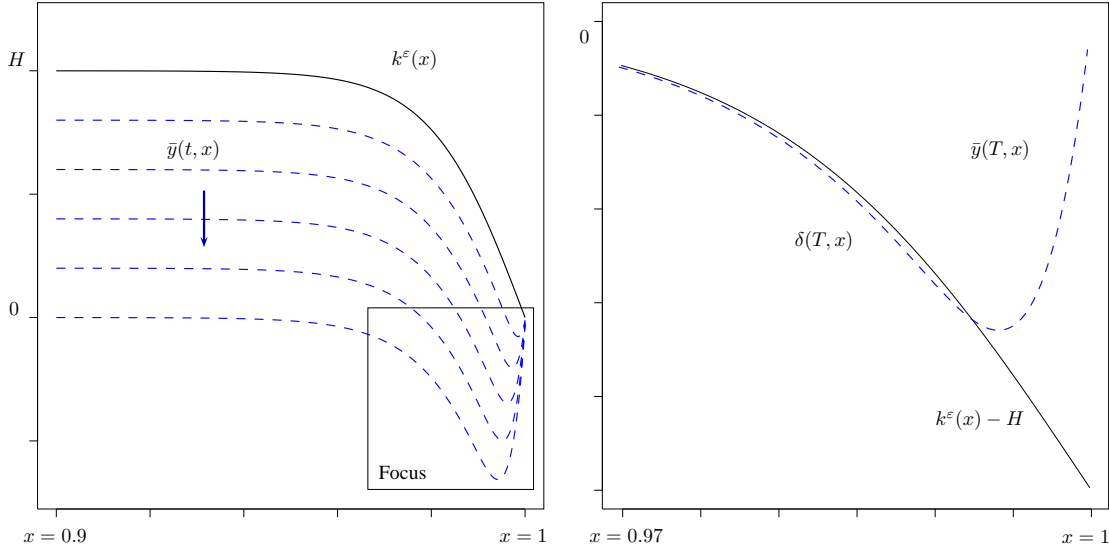 k^ε(x)
H
ȳ(t, x)
0
Focus
x = 0.9
x = 1
0
ȳ(T, x)
δ(T, x)
k^ε(x) − H
x = 0.97
x = 1